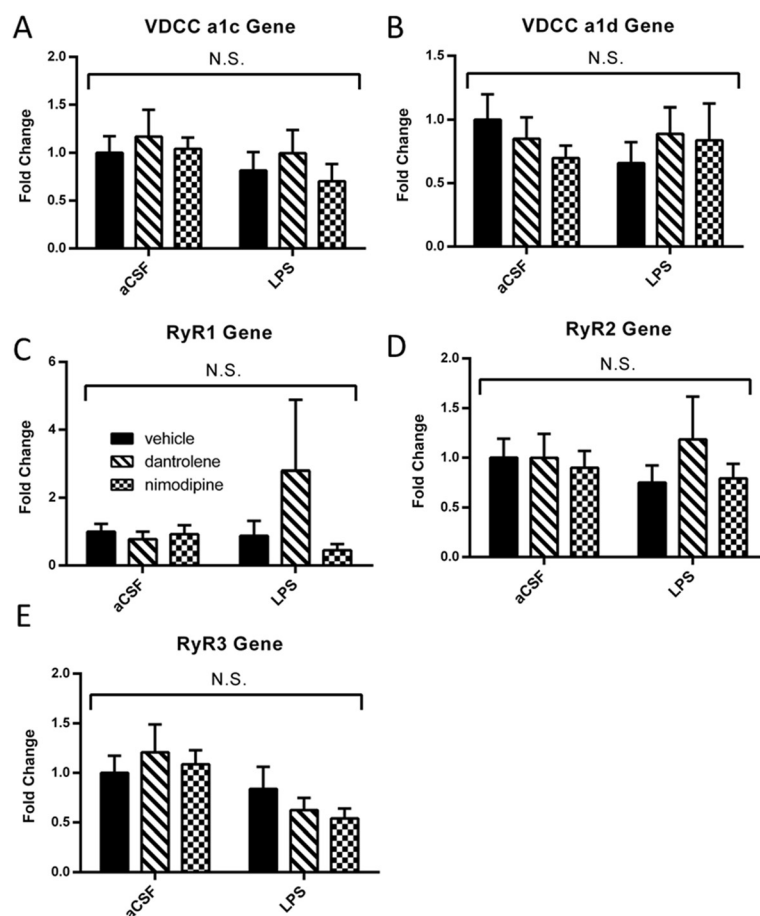 A
VDCC a1c Gene
N.S.
Fold Change
2.0
1.5
1.0
0.5
0.0
aCSF
LPS
B
VDCC a1d Gene
N.S.
Fold Change
1.5
1.0
0.5
0.0
aCSF
LPS
C
RyR1 Gene
N.S.
Fold Change
6
4
2
0
vehicle
dantrolene
nimodipine
aCSF
LPS
D
RyR2 Gene
N.S.
Fold Change
2.0
1.5
1.0
0.5
0.0
aCSF
LPS
E
RyR3 Gene
N.S.
Fold Change
2.0
1.5
1.0
0.5
0.0
aCSF
LPS